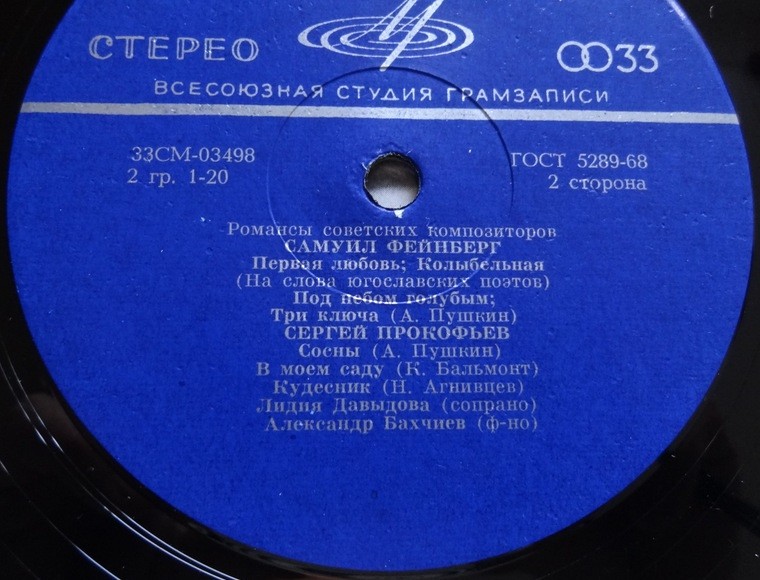 СТЕРЕО 33
ВСЕСОЮЗНАЯ СТУДИЯ ГРАМЗАПИСИ
33СМ-03498 ГОСТ 5289-68
2 гр. 1-20 2 сторона
Романсы советских композиторов
САМУИЛ ФЕЙНБЕРГ
Первая любовь; Колыбельная
(На слова югославских поэтов)
Под небом голубым;
Три ключа (А. Пушкин)
СЕРГЕЙ ПРОКОФЬЕВ
Сосны (А. Пушкин)
В моем саду (К. Бальмонт)
Кудесник (Н. Агнивцев)
Лидия Давыдова (сопрано)
Александр Бахчиев (ф-но)